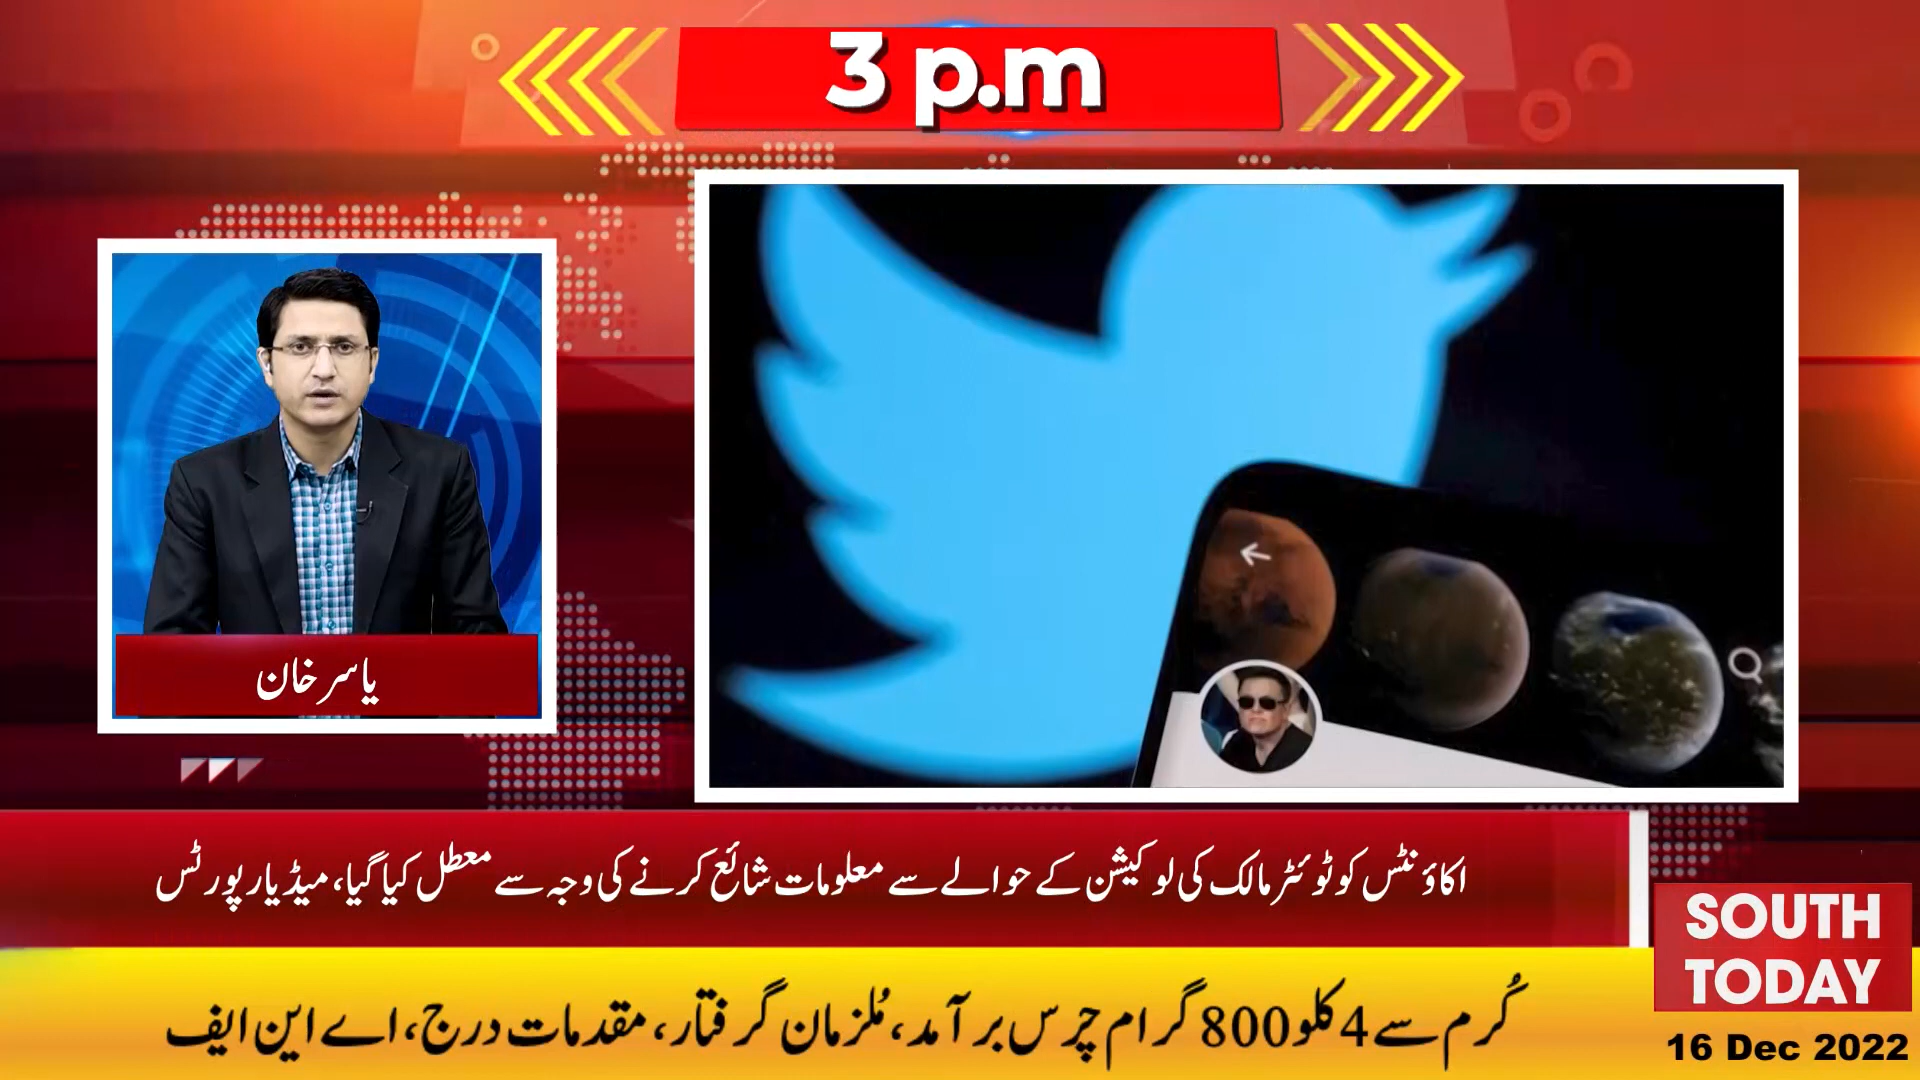 3 p.m
یاسر خان
اکاؤنٹس کو ٹوئٹر مالک کی لوکیشن کے حوالے سے معلومات شائع کرنے کی وجہ سے معطل کیا گیا، میڈیا رپورٹس
SOUTH
TODAY
کُرم سے 4 کلو 800 گرام چرس برآمد، مُلزمان گرفتار، مقدمات درج، اے این ایف
16 Dec 2022